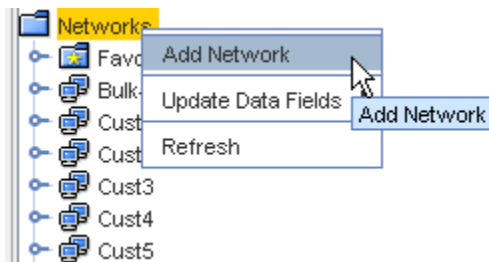 Networks
Favo
Add Network
Bulk-
Update Data Fields
Add Network
Cust
Cust
Refresh
Cust3
Cust4
Cust5